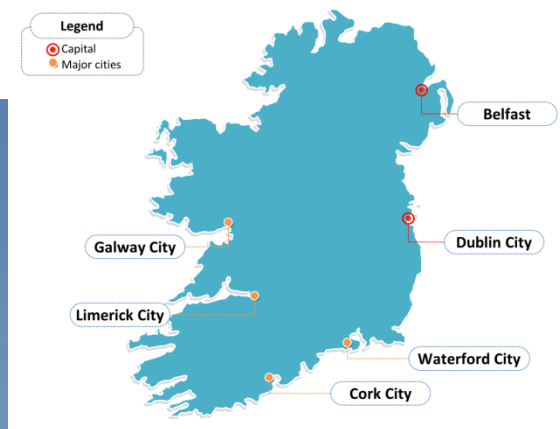 Legend
Capital
Major cities
Belfast
Dublin City
Galway City
Limerick City
Waterford City
Cork City